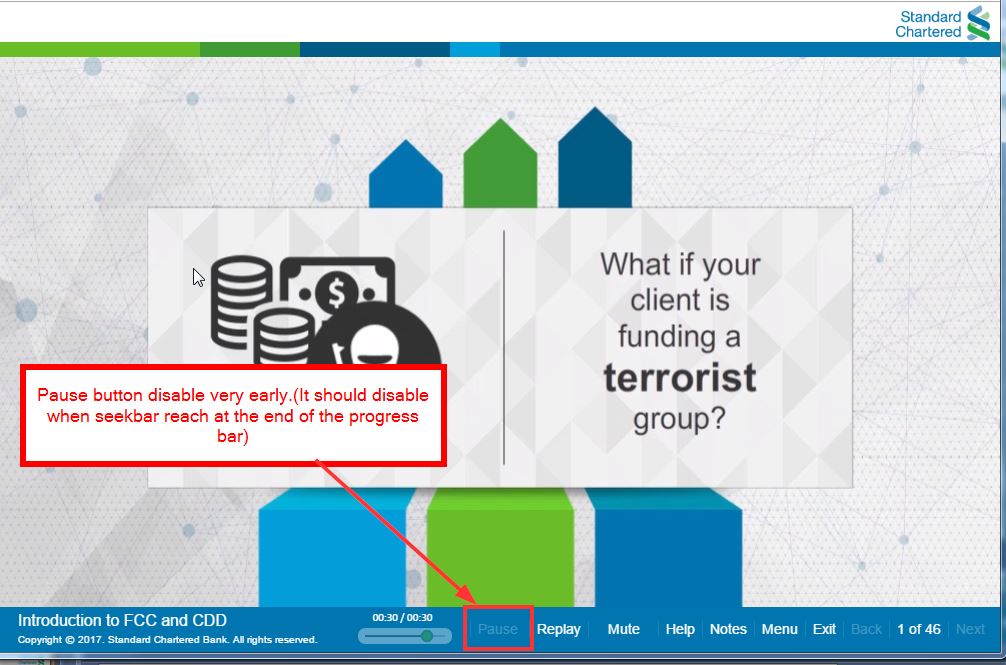 Standard
Chartered
What if your
client is
funding a
terrorist
group?
$
Pause button disable very early.(It should disable
when seekbar reach at the end of the progress
bar)
Introduction to FCC and CDD
Copyright © 2017. Standard Chartered Bank. All rights reserved.
00:30 / 00:30
Pause Replay Mute Help Notes Menu Exit Back 1 of 46 Next